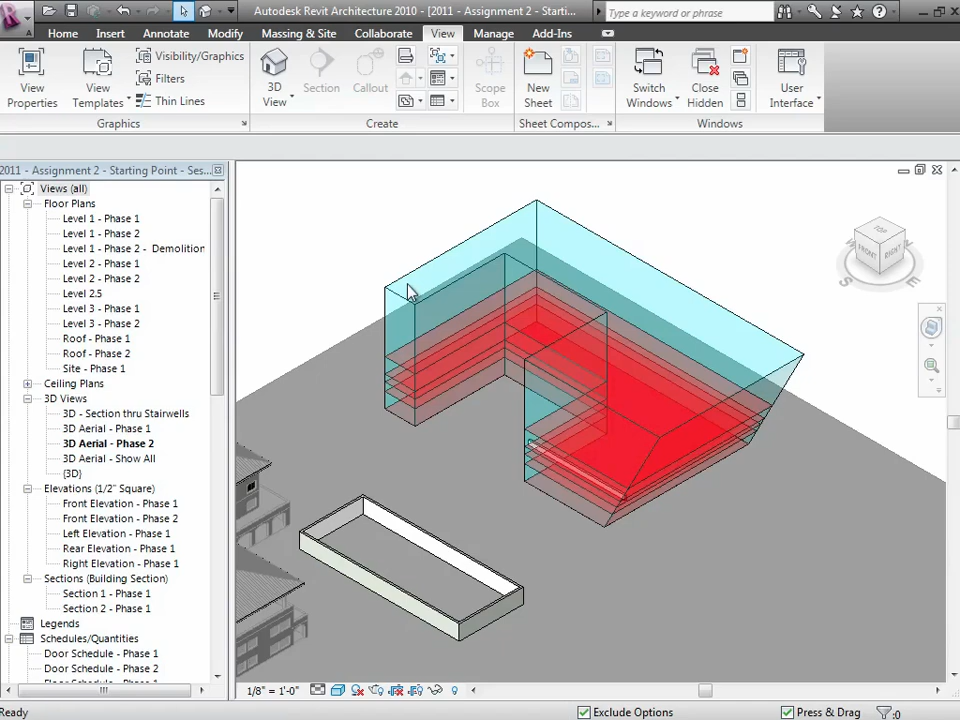 Autodesk Revit Architecture 2010 - [2011 - Assignment 2 - Starting Point - Sessi...
Type a keyword or phrase
Home Insert Annotate Modify Massing & Site Collaborate View Manage Add-Ins
View Properties
View Templates
Visibility/Graphics
Filters
Thin Lines
3D View
Section
Callout
Scope Box
New Sheet
Switch Windows
Close Hidden
User Interface
Graphics Create Sheet Compos... Windows
2011 - Assignment 2 - Starting Point - Ses...
Views (all)
Floor Plans
Level 1 - Phase 1
Level 1 - Phase 2
Level 1 - Phase 2 - Demolition
Level 2 - Phase 1
Level 2 - Phase 2
Level 2.5
Level 3 - Phase 1
Level 3 - Phase 2
Roof - Phase 1
Roof - Phase 2
Site - Phase 1
Ceiling Plans
3D Views
3D - Section thru Stairwells
3D Aerial - Phase 1
3D Aerial - Phase 2
3D Aerial - Show All
{3D}
Elevations (1/2" Square)
Front Elevation - Phase 1
Front Elevation - Phase 2
Left Elevation - Phase 1
Rear Elevation - Phase 1
Right Elevation - Phase 1
Sections (Building Section)
Section 1 - Phase 1
Section 2 - Phase 1
Legends
Schedules/Quantities
Door Schedule - Phase 1
Door Schedule - Phase 2
TOP
FRONT RIGHT
W
S E
1/8" = 1'-0"
Ready
Exclude Options
Press & Drag
:0